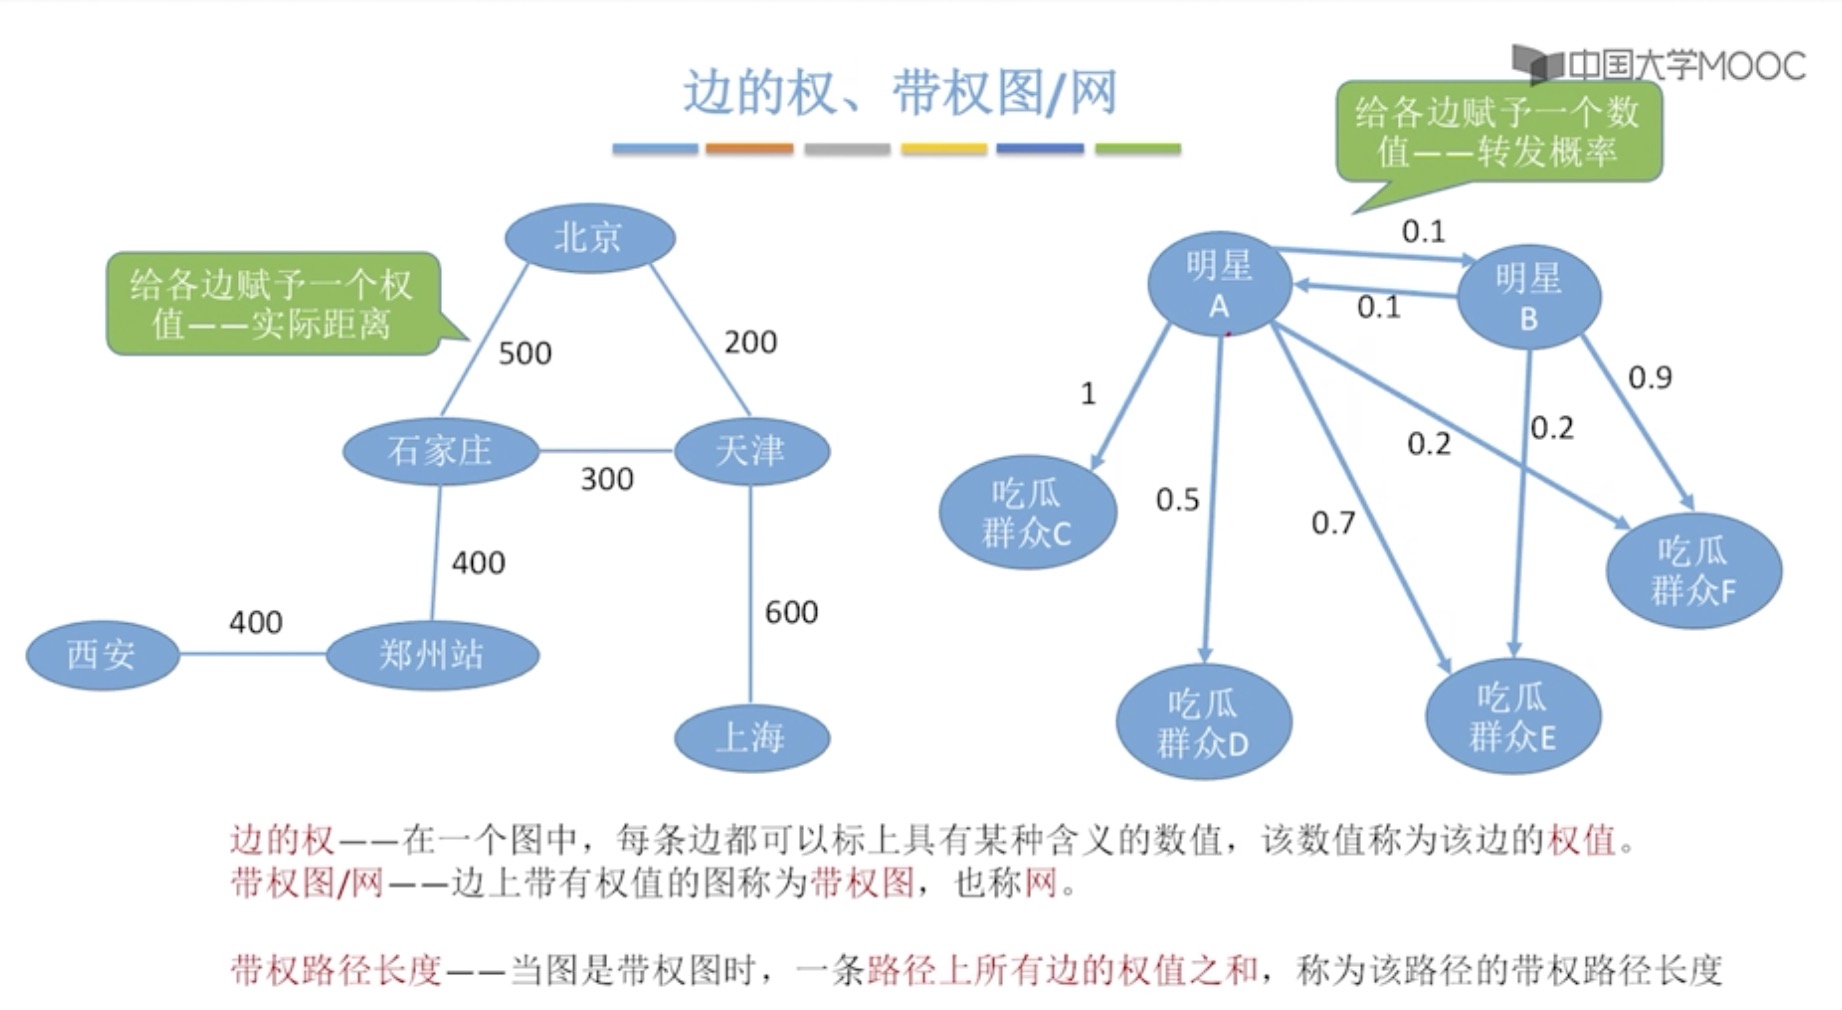 中国大学MOOC
边的权、带权图/网
给各边赋予一个数
值——转发概率
给各边赋予一个权
值——实际距离
北京
500
200
石家庄
300
天津
400
600
西安
400
郑州站
上海
明星
A
0.1
0.1
明星
B
1
0.5
0.7
0.2
0.2
0.9
吃瓜
群众C
吃瓜
群众D
吃瓜
群众E
吃瓜
群众F
边的权——在一个图中，每条边都可以标上具有某种含义的数值，该数值称为该边的权值。
带权图/网——边上带有权值的图称为带权图，也称网。
带权路径长度——当图是带权图时，一条路径上所有边的权值之和，称为该路径的带权路径长度